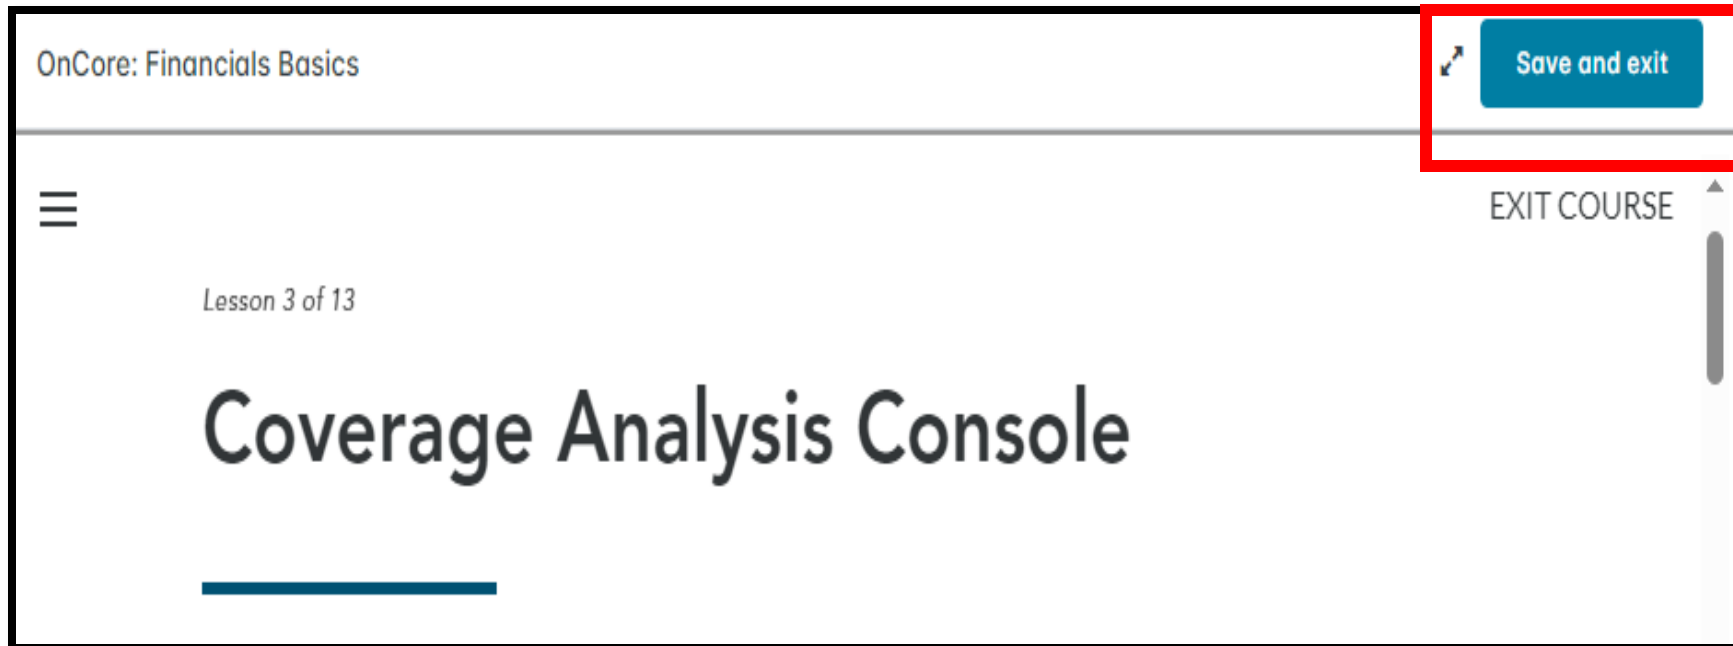 OnCore: Financials Basics
Save and exit
EXIT COURSE
Lesson 3 of 13
Coverage Analysis Console